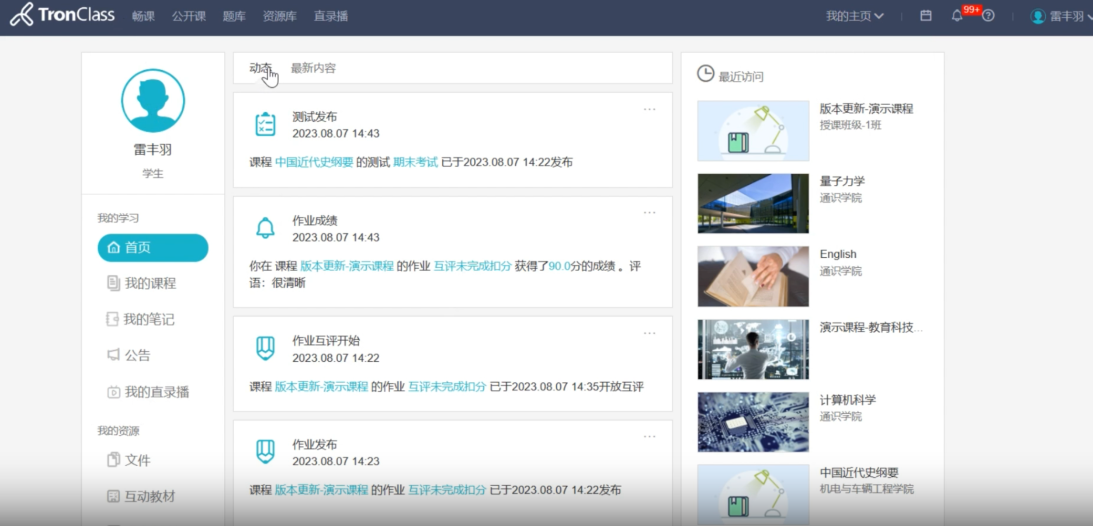 TronClass 畅课 公开课 题库 资源库 直录播 我的主页 99+ 雷丰羽
雷丰羽
学生
我的学习
首页
我的课程
我的笔记
公告
我的直录播
我的资源
文件
互动教材
动态 最新内容
测试发布
2023.08.07 14:43
课程 中国近代史纲要 的测试 期末考试 已于2023.08.07 14:22发布
作业成绩
2023.08.07 14:43
你在 课程 版本更新-演示课程 的作业 互评未完成扣分 获得了90.0分的成绩 。评
语：很清晰
作业互评开始
2023.08.07 14:22
课程 版本更新-演示课程 的作业 互评未完成扣分 已于2023.08.07 14:35开放互评
作业发布
2023.08.07 14:23
课程 版本更新-演示课程 的作业 互评未完成扣分 已于2023.08.07 14:22发布
最近访问
版本更新-演示课程
授课班级-1班
量子力学
通识学院
English
通识学院
演示课程-教育科技...
计算机科学
通识学院
中国近代史纲要
机电与车辆工程学院